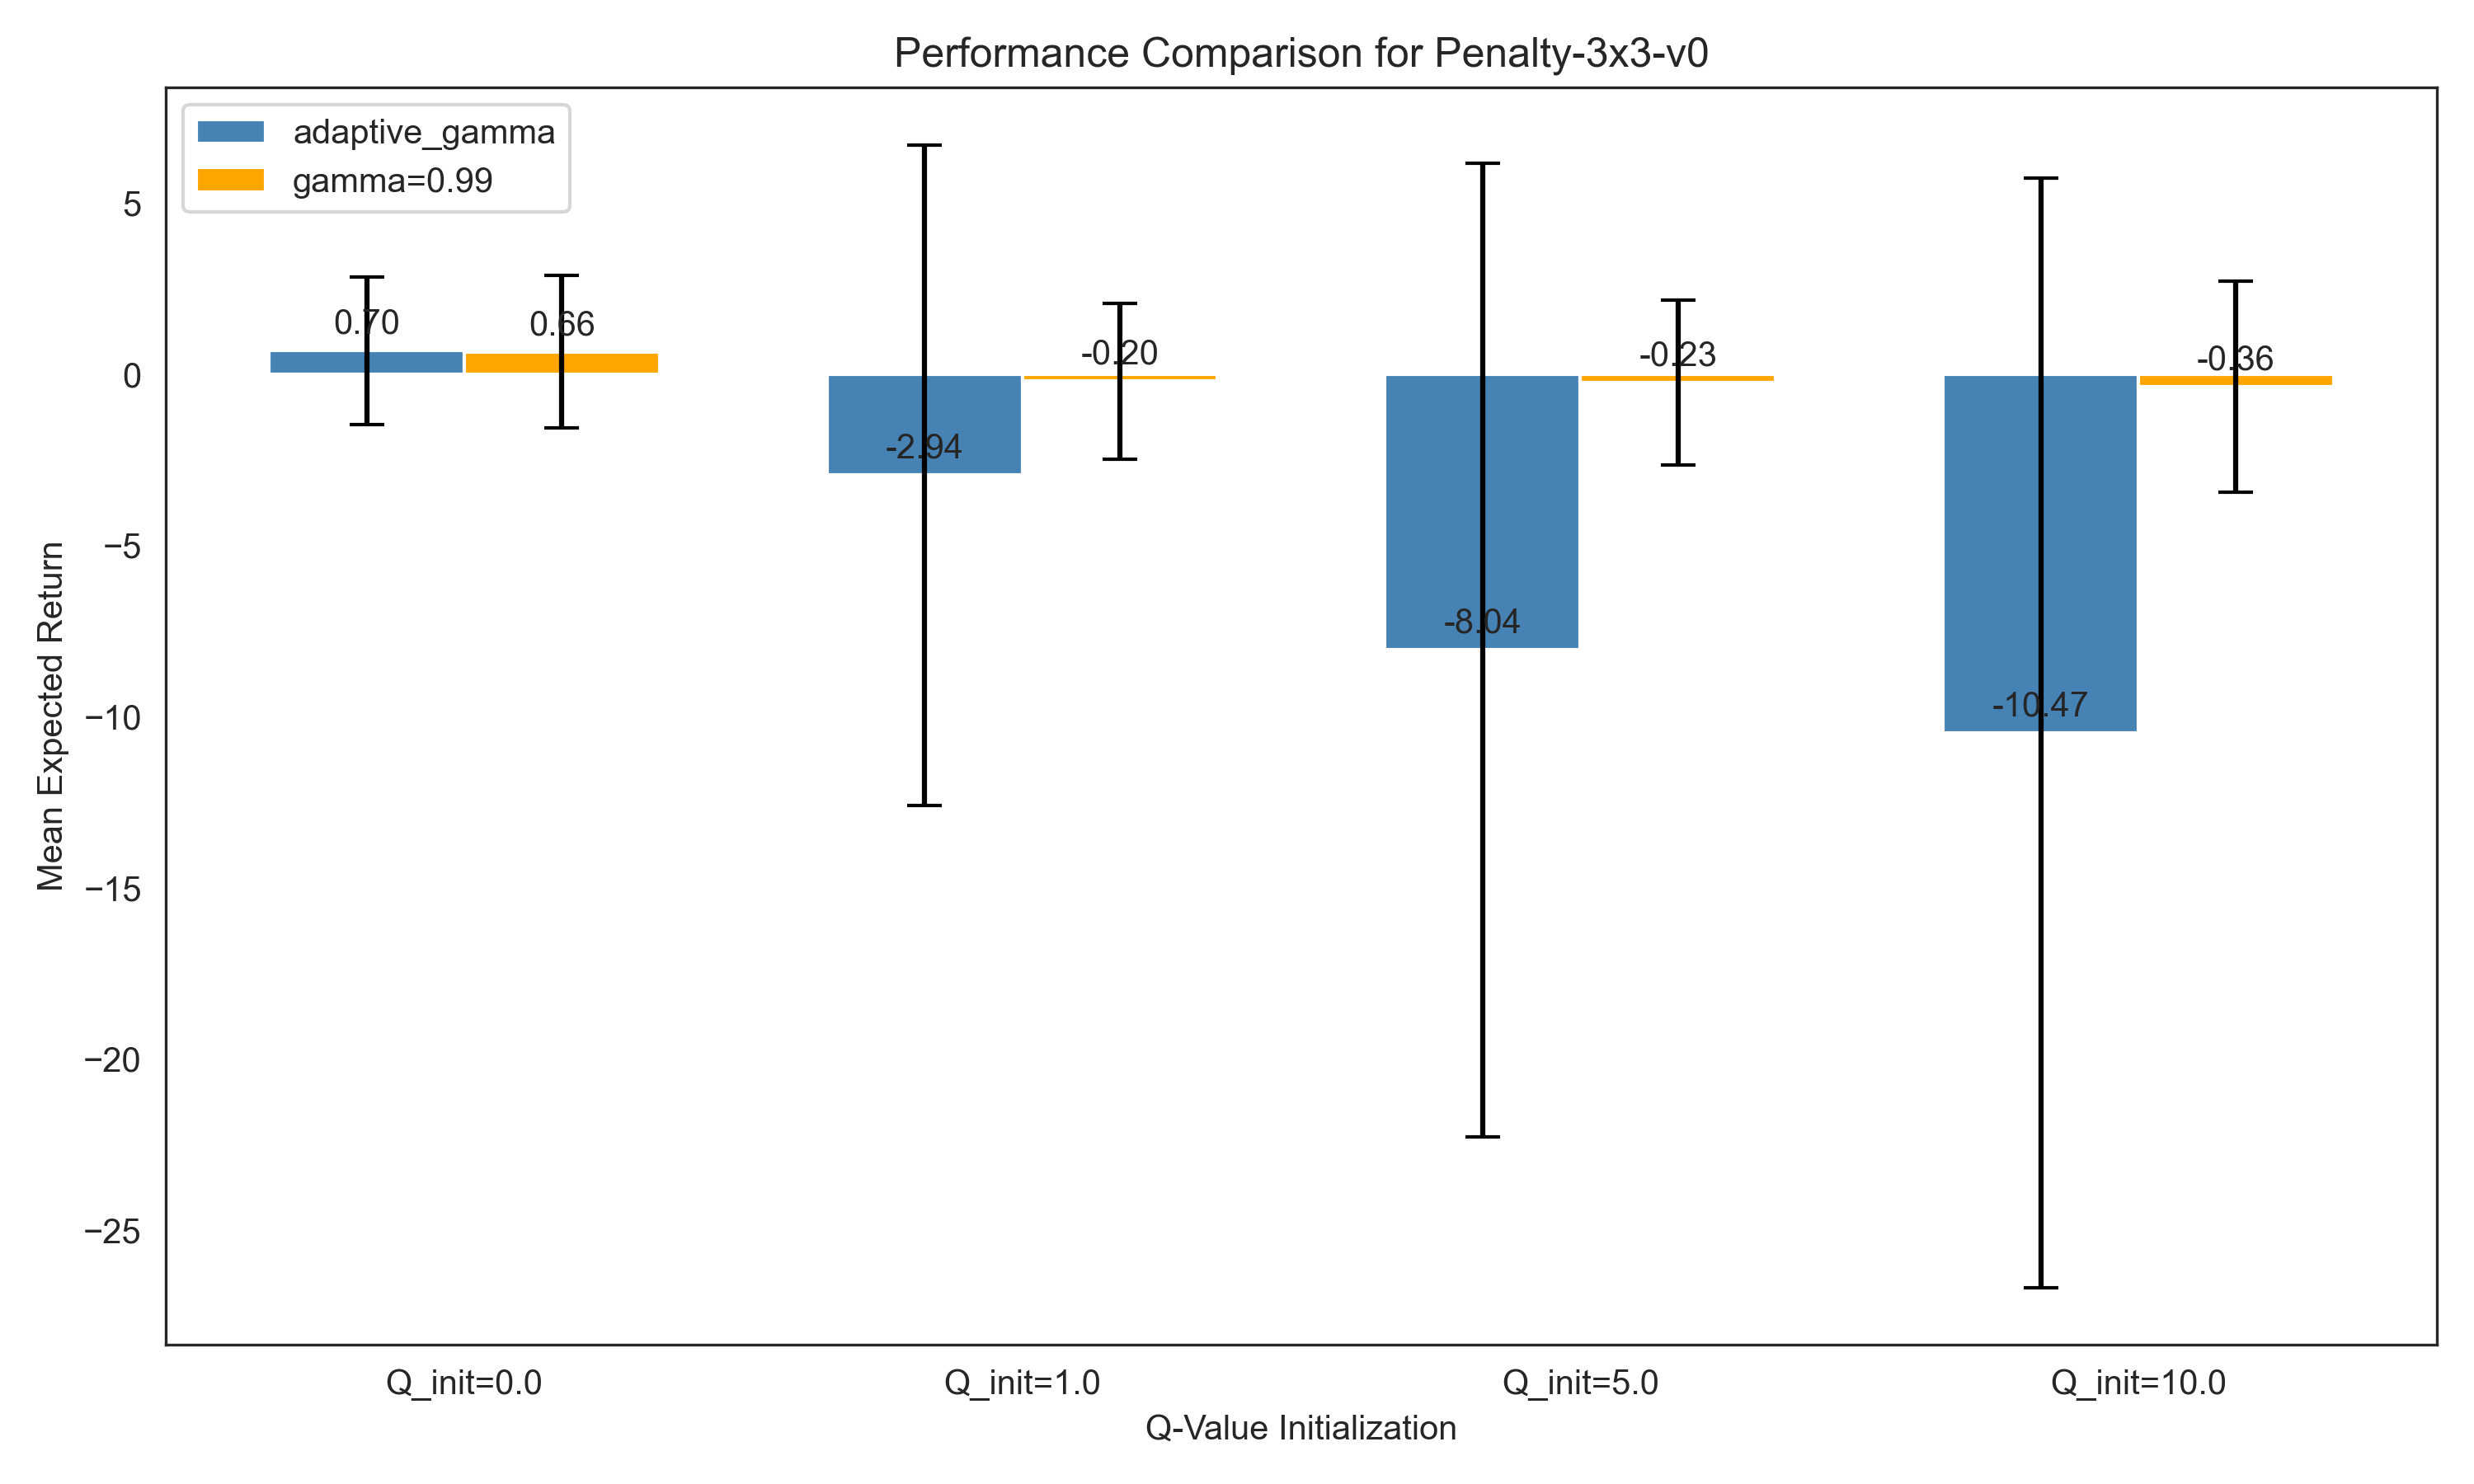 Performance Comparison for Penalty-3x3-v0
adaptive_gamma
gamma=0.99
Mean Expected Return
5
0
−5
−10
−15
−20
−25
0.70
0.66
-2.94
-0.20
-8.04
-0.23
-10.47
-0.36
Q_init=0.0
Q_init=1.0
Q_init=5.0
Q_init=10.0
Q-Value Initialization